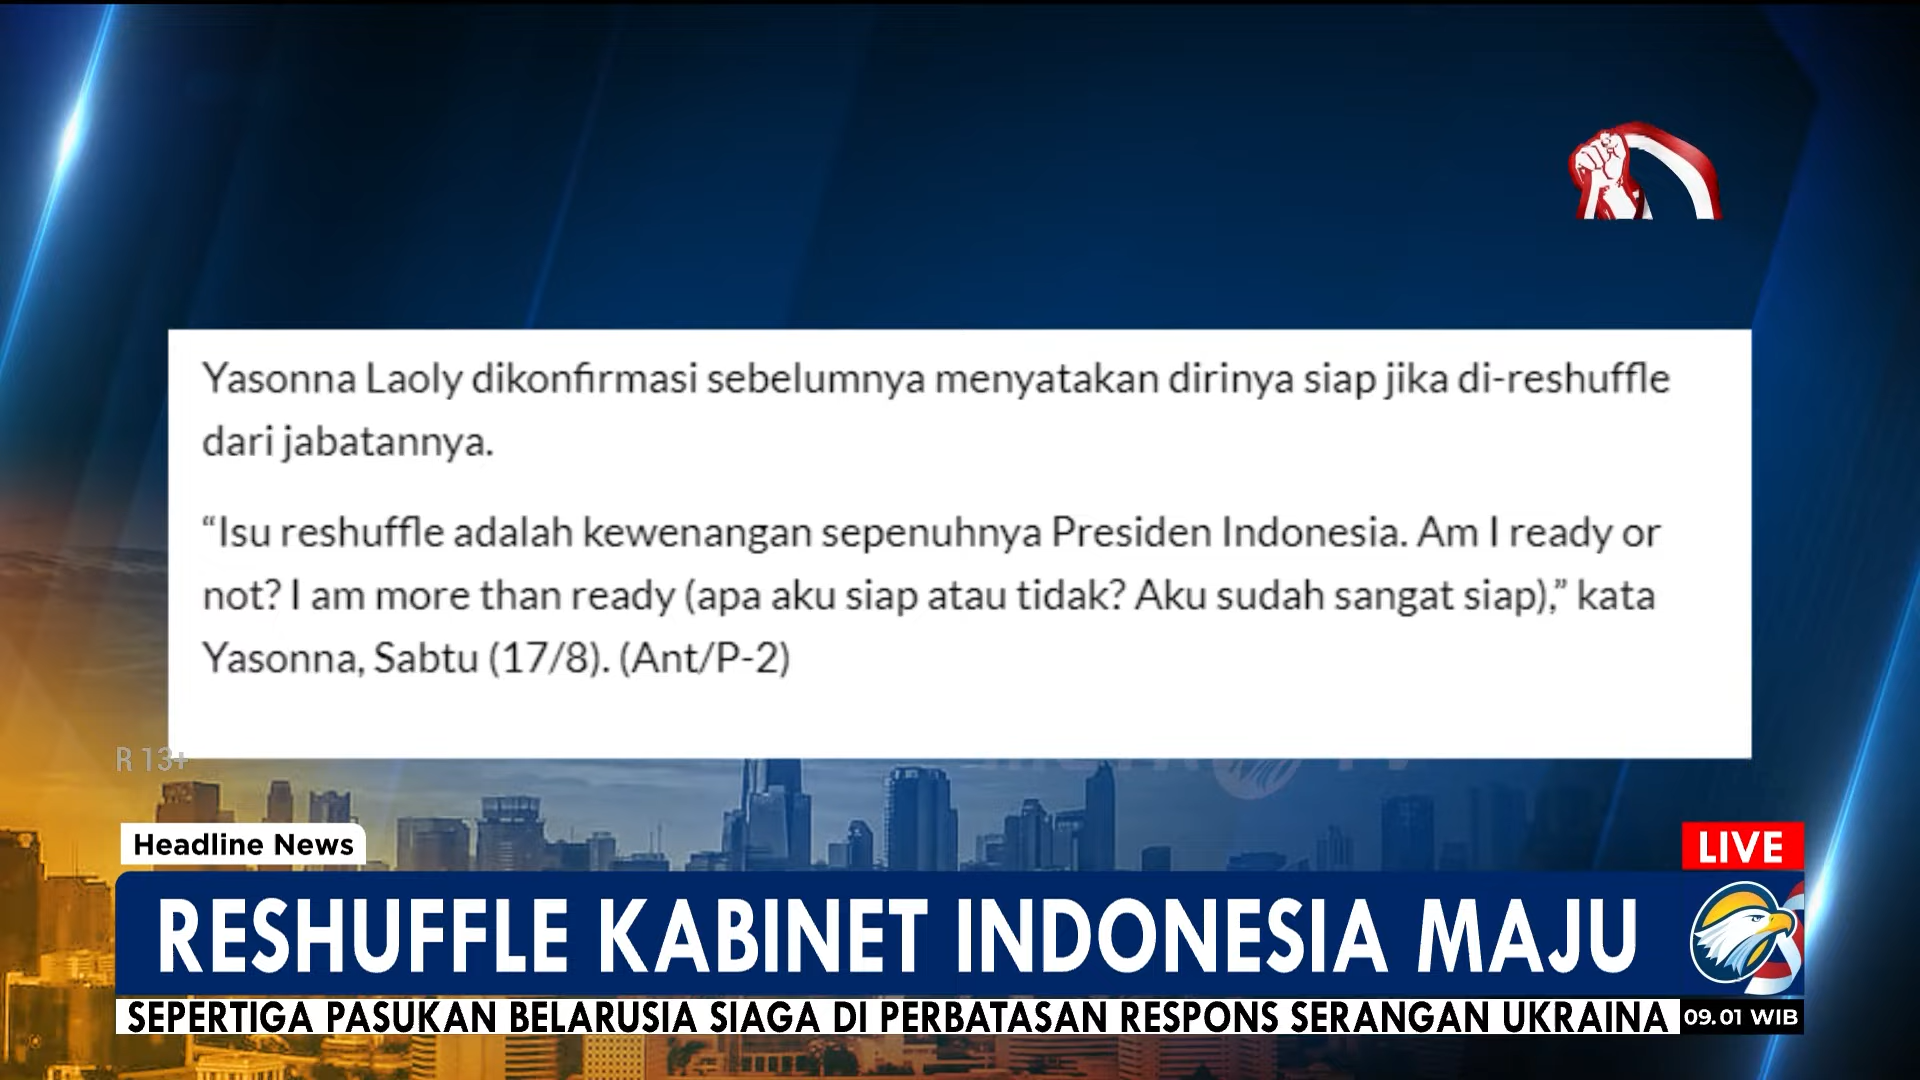 Yasonna Laoly dikonfirmasi sebelumnya menyatakan dirinya siap jika di-reshuffle
dari jabatannya.
“Isu reshuffle adalah kewenangan sepenuhnya Presiden Indonesia. Am I ready or
not? I am more than ready (apa aku siap atau tidak? Aku sudah sangat siap),” kata
Yasonna, Sabtu (17/8). (Ant/P-2)
R 13+
Headline News
LIVE
RESHUFFLE KABINET INDONESIA MAJU
SEPERTIGA PASUKAN BELARUSIA SIAGA DI PERBATASAN RESPONS SERANGAN UKRAINA
09.01 WIB